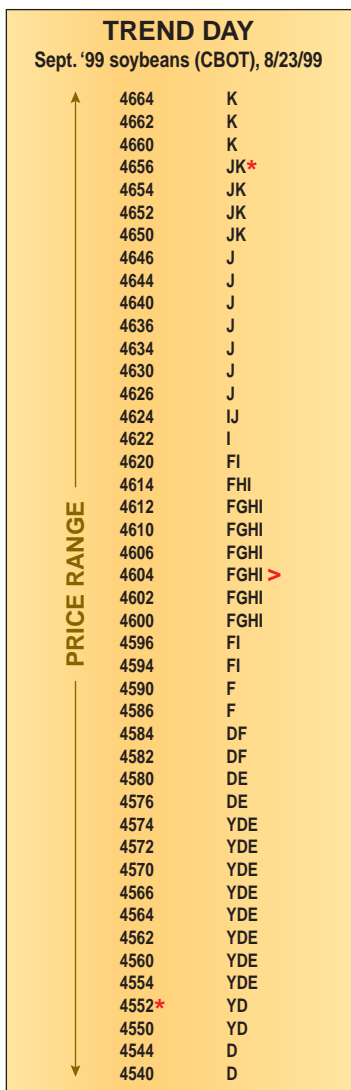 TREND DAY
Sept. ‘99 soybeans (CBOT), 8/23/99
PRICE RANGE
4664 K
4662 K
4660 K
4656 JK*
4654 JK
4652 JK
4650 JK
4646 J
4644 J
4640 J
4636 J
4634 J
4630 J
4626 J
4624 IJ
4622 I
4620 FI
4614 FHI
4612 FGHI
4610 FGHI
4606 FGHI
4604 FGHI >
4602 FGHI
4600 FGHI
4596 FI
4594 FI
4590 F
4586 F
4584 DF
4582 DF
4580 DE
4576 DE
4574 YDE
4572 YDE
4570 YDE
4566 YDE
4564 YDE
4562 YDE
4560 YDE
4554 YDE
4552* YD
4550 YD
4544 D
4540 D